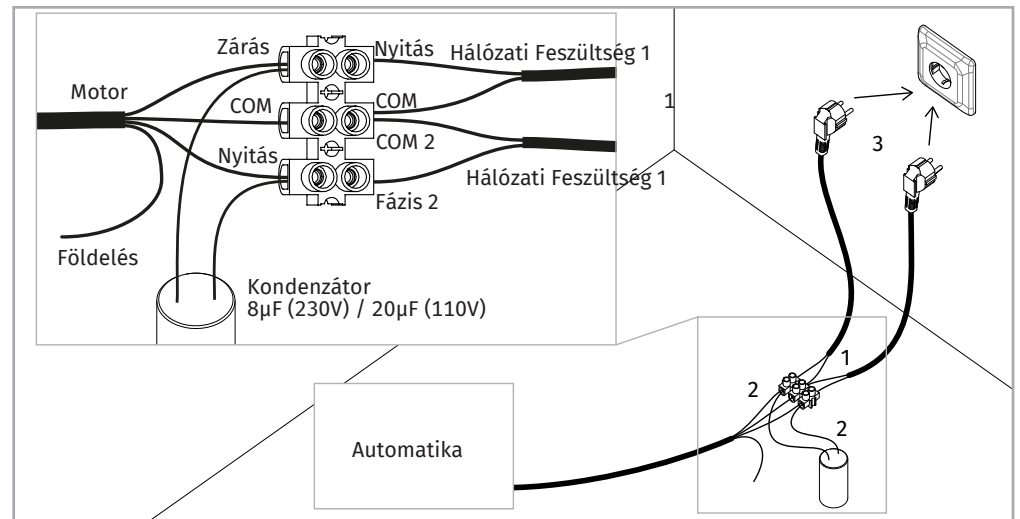 Zárás
Nyitás
Hálózati Feszültség 1
Motor
COM
COM
1
COM 2
Nyitás
Hálózati Feszültség 1
Fázis 2
Földelés
Kondenzátor
8µF (230V) / 20µF (110V)
3
1
2
2
Automatika